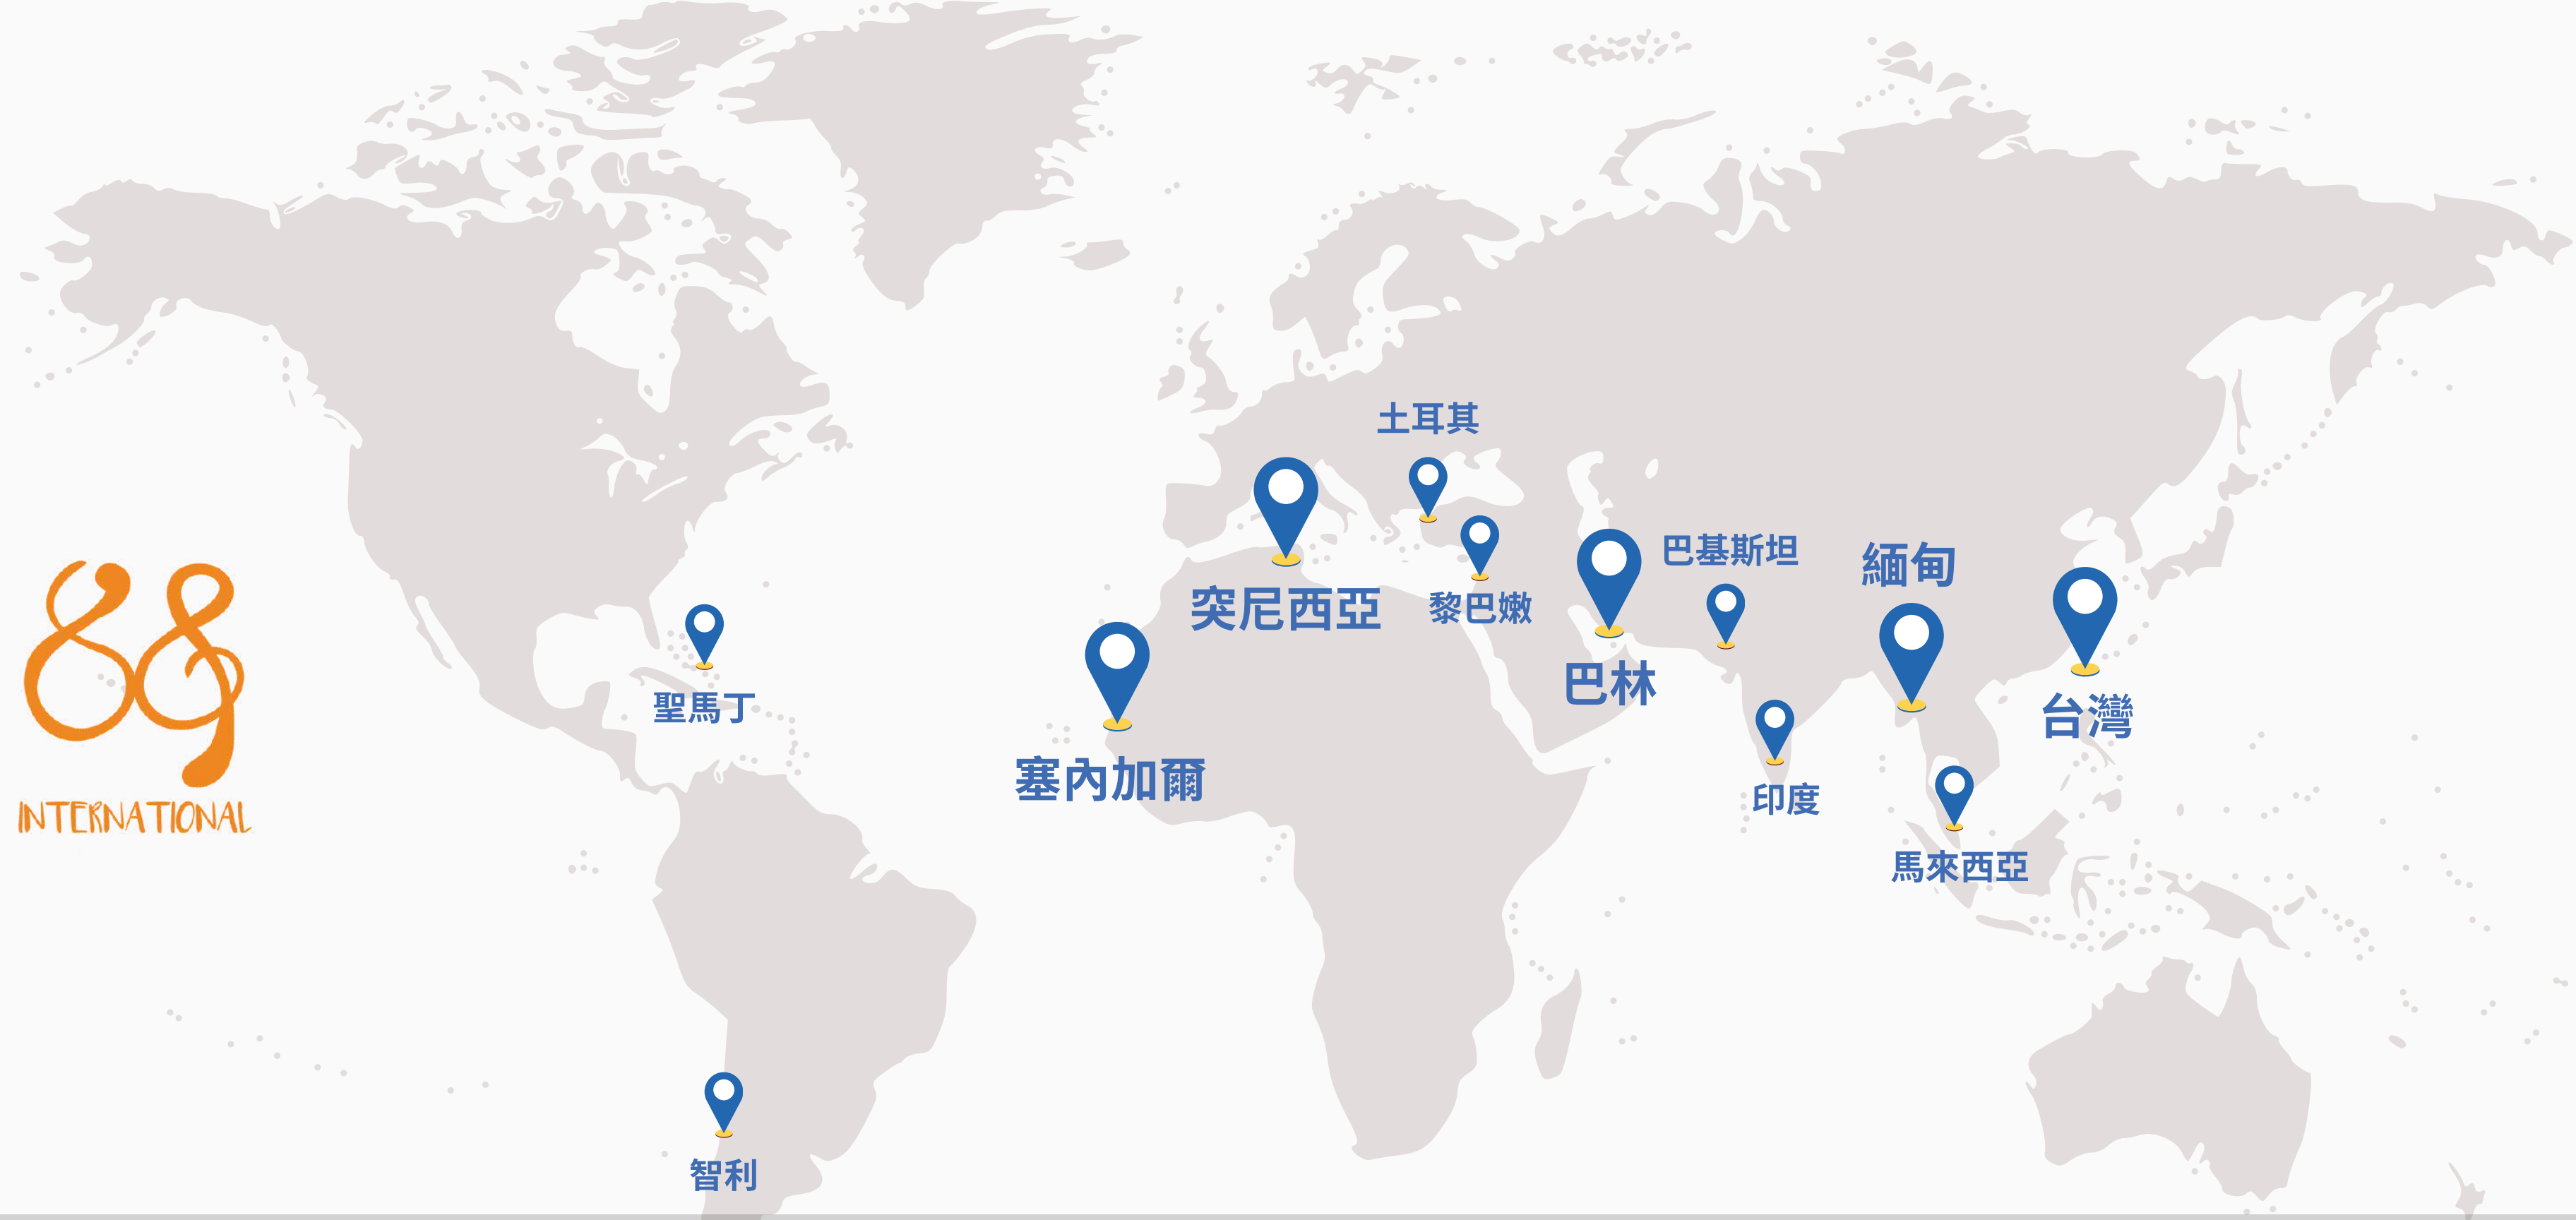 土耳其
巴基斯坦
緬甸
突尼西亞
黎巴嫩
巴林
聖馬丁
台灣
塞內加爾
印度
88
INTERNATIONAL
馬來西亞
智利